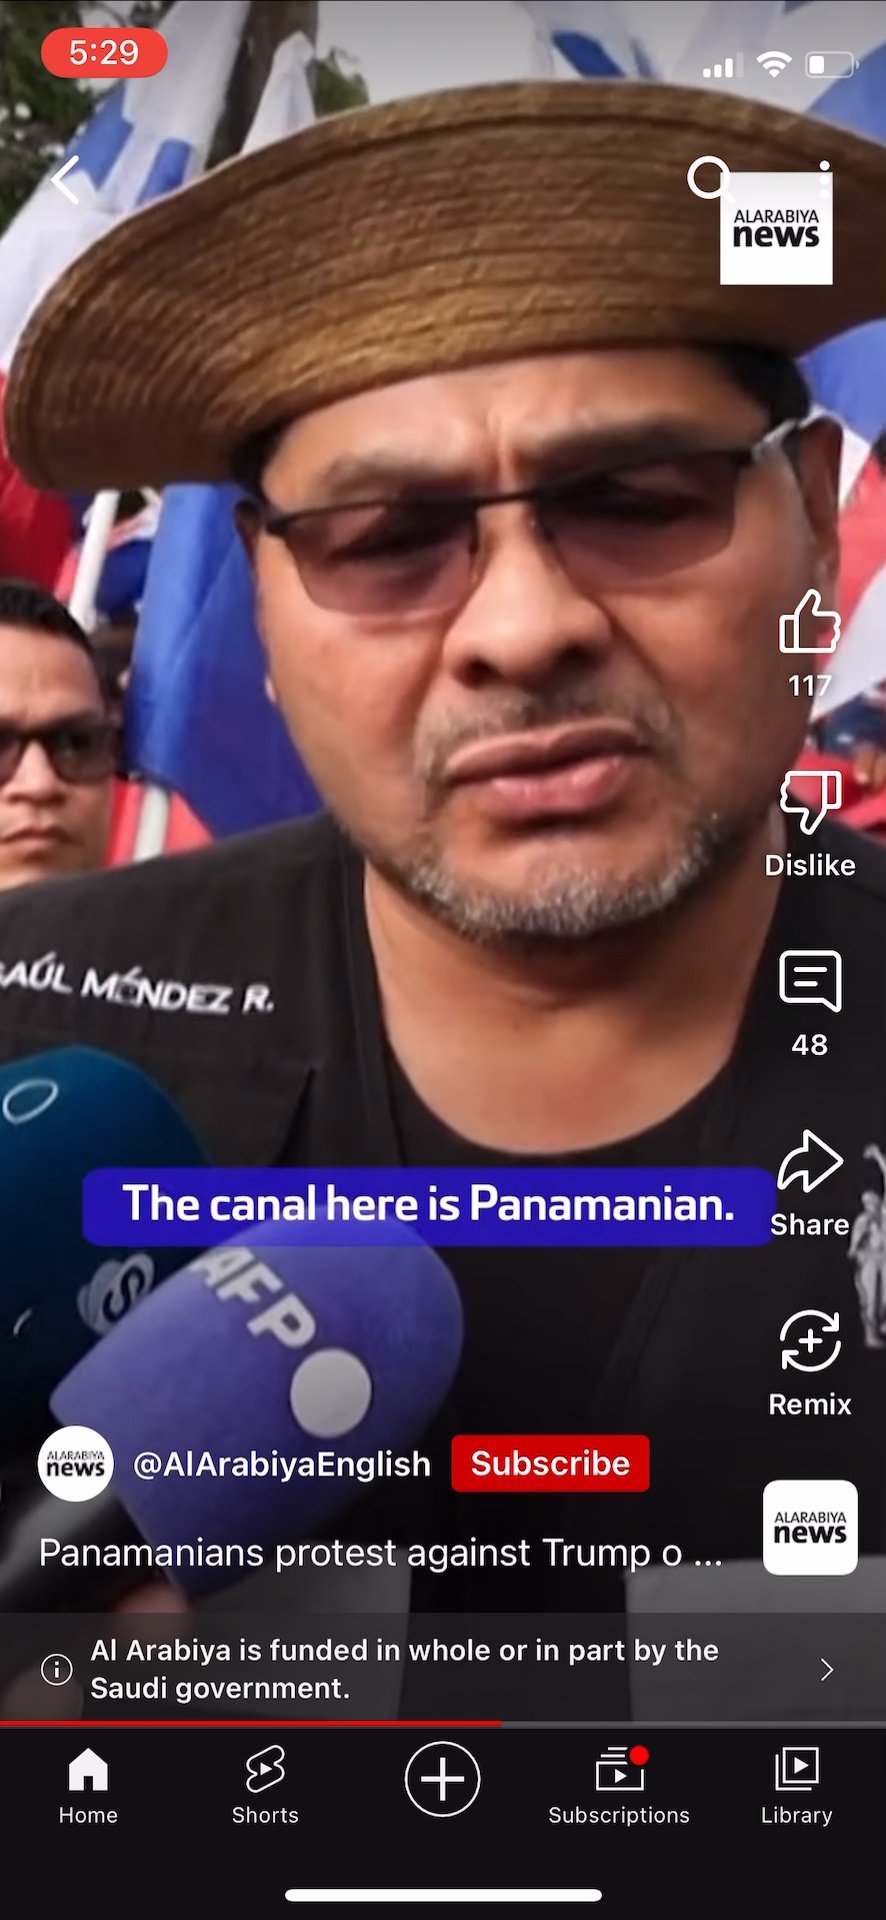 5:29
ALARABIYA
news
117
Dislike
SAÚL MÉNDEZ R.
48
The canal here is Panamanian.
Share
AFP
Remix
ALARABIYA
news
@AlArabiyaEnglish
Subscribe
ALARABIYA
news
Panamanians protest against Trump o ...
Al Arabiya is funded in whole or in part by the
Saudi government.
Home
Shorts
Subscriptions
Library